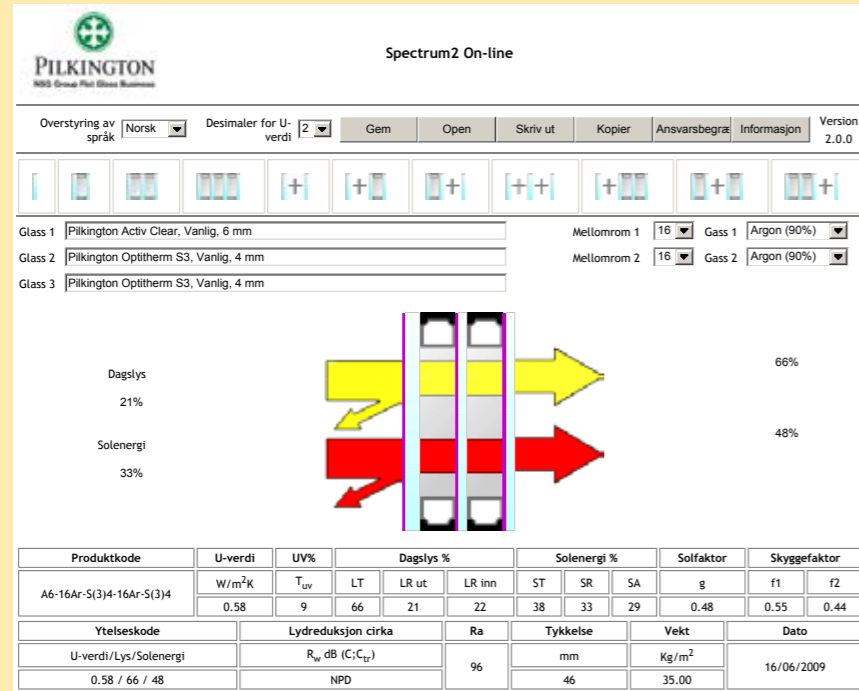 PILKINGTON
NSG Group Flat Glass Business
Spectrum2 On-line
Overstyring av språk Norsk Desimaler for U-verdi 2 Gem Open Skriv ut Kopier Ansvarsbegræ Informasjon Version 2.0.0
Glass 1 Pilkington Activ Clear, Vanlig, 6 mm Mellomrom 1 16 Gass 1 Argon (90%)
Glass 2 Pilkington Optitherm S3, Vanlig, 4 mm Mellomrom 2 16 Gass 2 Argon (90%)
Glass 3 Pilkington Optitherm S3, Vanlig, 4 mm
Dagslys
21%
66%
Solenergi
33%
48%
Produktkode U-verdi UV% Dagslys % Solenergi % Solfaktor Skyggefaktor
A6-16Ar-S(3)4-16Ar-S(3)4 W/m²K Tuv LT LR ut LR inn ST SR SA g f1 f2
0.58 9 66 21 22 38 33 29 0.48 0.55 0.44
Ytelseskode Lydreduksjon cirka Ra Tykkelse Vekt Dato
U-verdi/Lys/Solenergi Rw dB (C;Ctr) 96 mm Kg/m² 16/06/2009
0.58 / 66 / 48 NPD 46 35.00